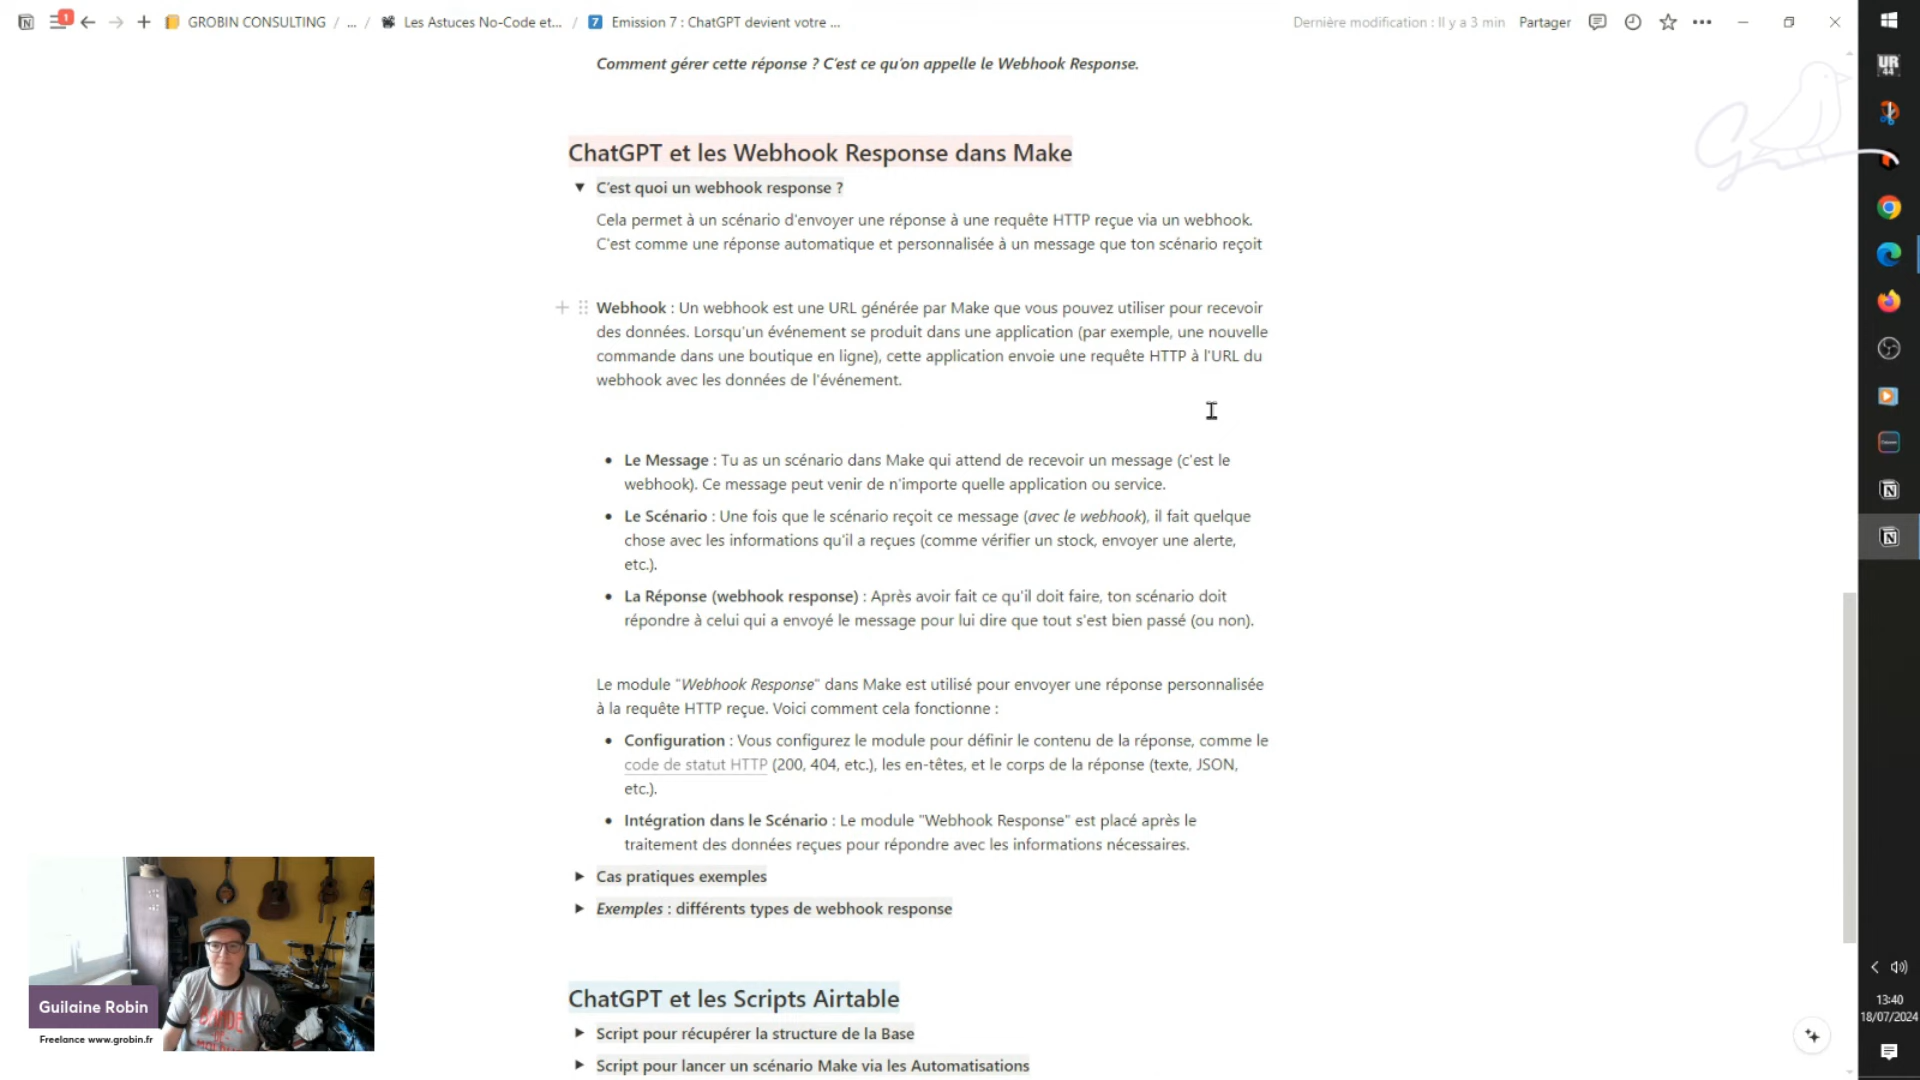 1
GROBIN CONSULTING / ... / Les Astuces No-Code et... / 7 Emission 7 : ChatGPT devient votre ...
Dernière modification : Il y a 3 min Partager
Comment gérer cette réponse ? C'est ce qu'on appelle le Webhook Response.
ChatGPT et les Webhook Response dans Make
C'est quoi un webhook response ?
Cela permet à un scénario d'envoyer une réponse à une requête HTTP reçue via un webhook.
C'est comme une réponse automatique et personnalisée à un message que ton scénario reçoit
Webhook : Un webhook est une URL générée par Make que vous pouvez utiliser pour recevoir
des données. Lorsqu'un événement se produit dans une application (par exemple, une nouvelle
commande dans une boutique en ligne), cette application envoie une requête HTTP à l'URL du
webhook avec les données de l'événement.
• Le Message : Tu as un scénario dans Make qui attend de recevoir un message (c'est le
webhook). Ce message peut venir de n'importe quelle application ou service.
• Le Scénario : Une fois que le scénario reçoit ce message (avec le webhook), il fait quelque
chose avec les informations qu'il a reçues (comme vérifier un stock, envoyer une alerte,
etc.).
• La Réponse (webhook response) : Après avoir fait ce qu'il doit faire, ton scénario doit
répondre à celui qui a envoyé le message pour lui dire que tout s'est bien passé (ou non).
Le module "Webhook Response" dans Make est utilisé pour envoyer une réponse personnalisée
à la requête HTTP reçue. Voici comment cela fonctionne :
• Configuration : Vous configurez le module pour définir le contenu de la réponse, comme le
code de statut HTTP (200, 404, etc.), les en-têtes, et le corps de la réponse (texte, JSON,
etc.).
• Intégration dans le Scénario : Le module "Webhook Response" est placé après le
traitement des données reçues pour répondre avec les informations nécessaires.
Cas pratiques exemples
Exemples : différents types de webhook response
ChatGPT et les Scripts Airtable
Script pour récupérer la structure de la Base
Script pour lancer un scénario Make via les Automatisations
Guilaine Robin
Freelance www.grobin.fr
UR
44
13:40
18/07/2024